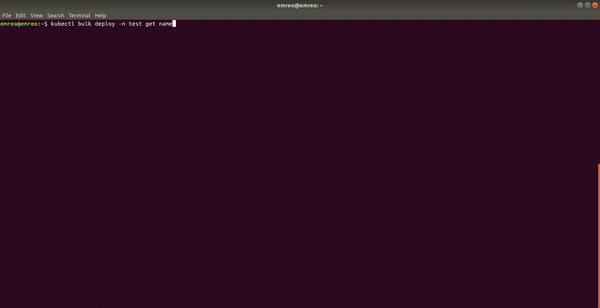 emreo@emreo: ~
File Edit View Search Terminal Help
emreo@emreo:~$ kubectl bulk deploy -n test get name